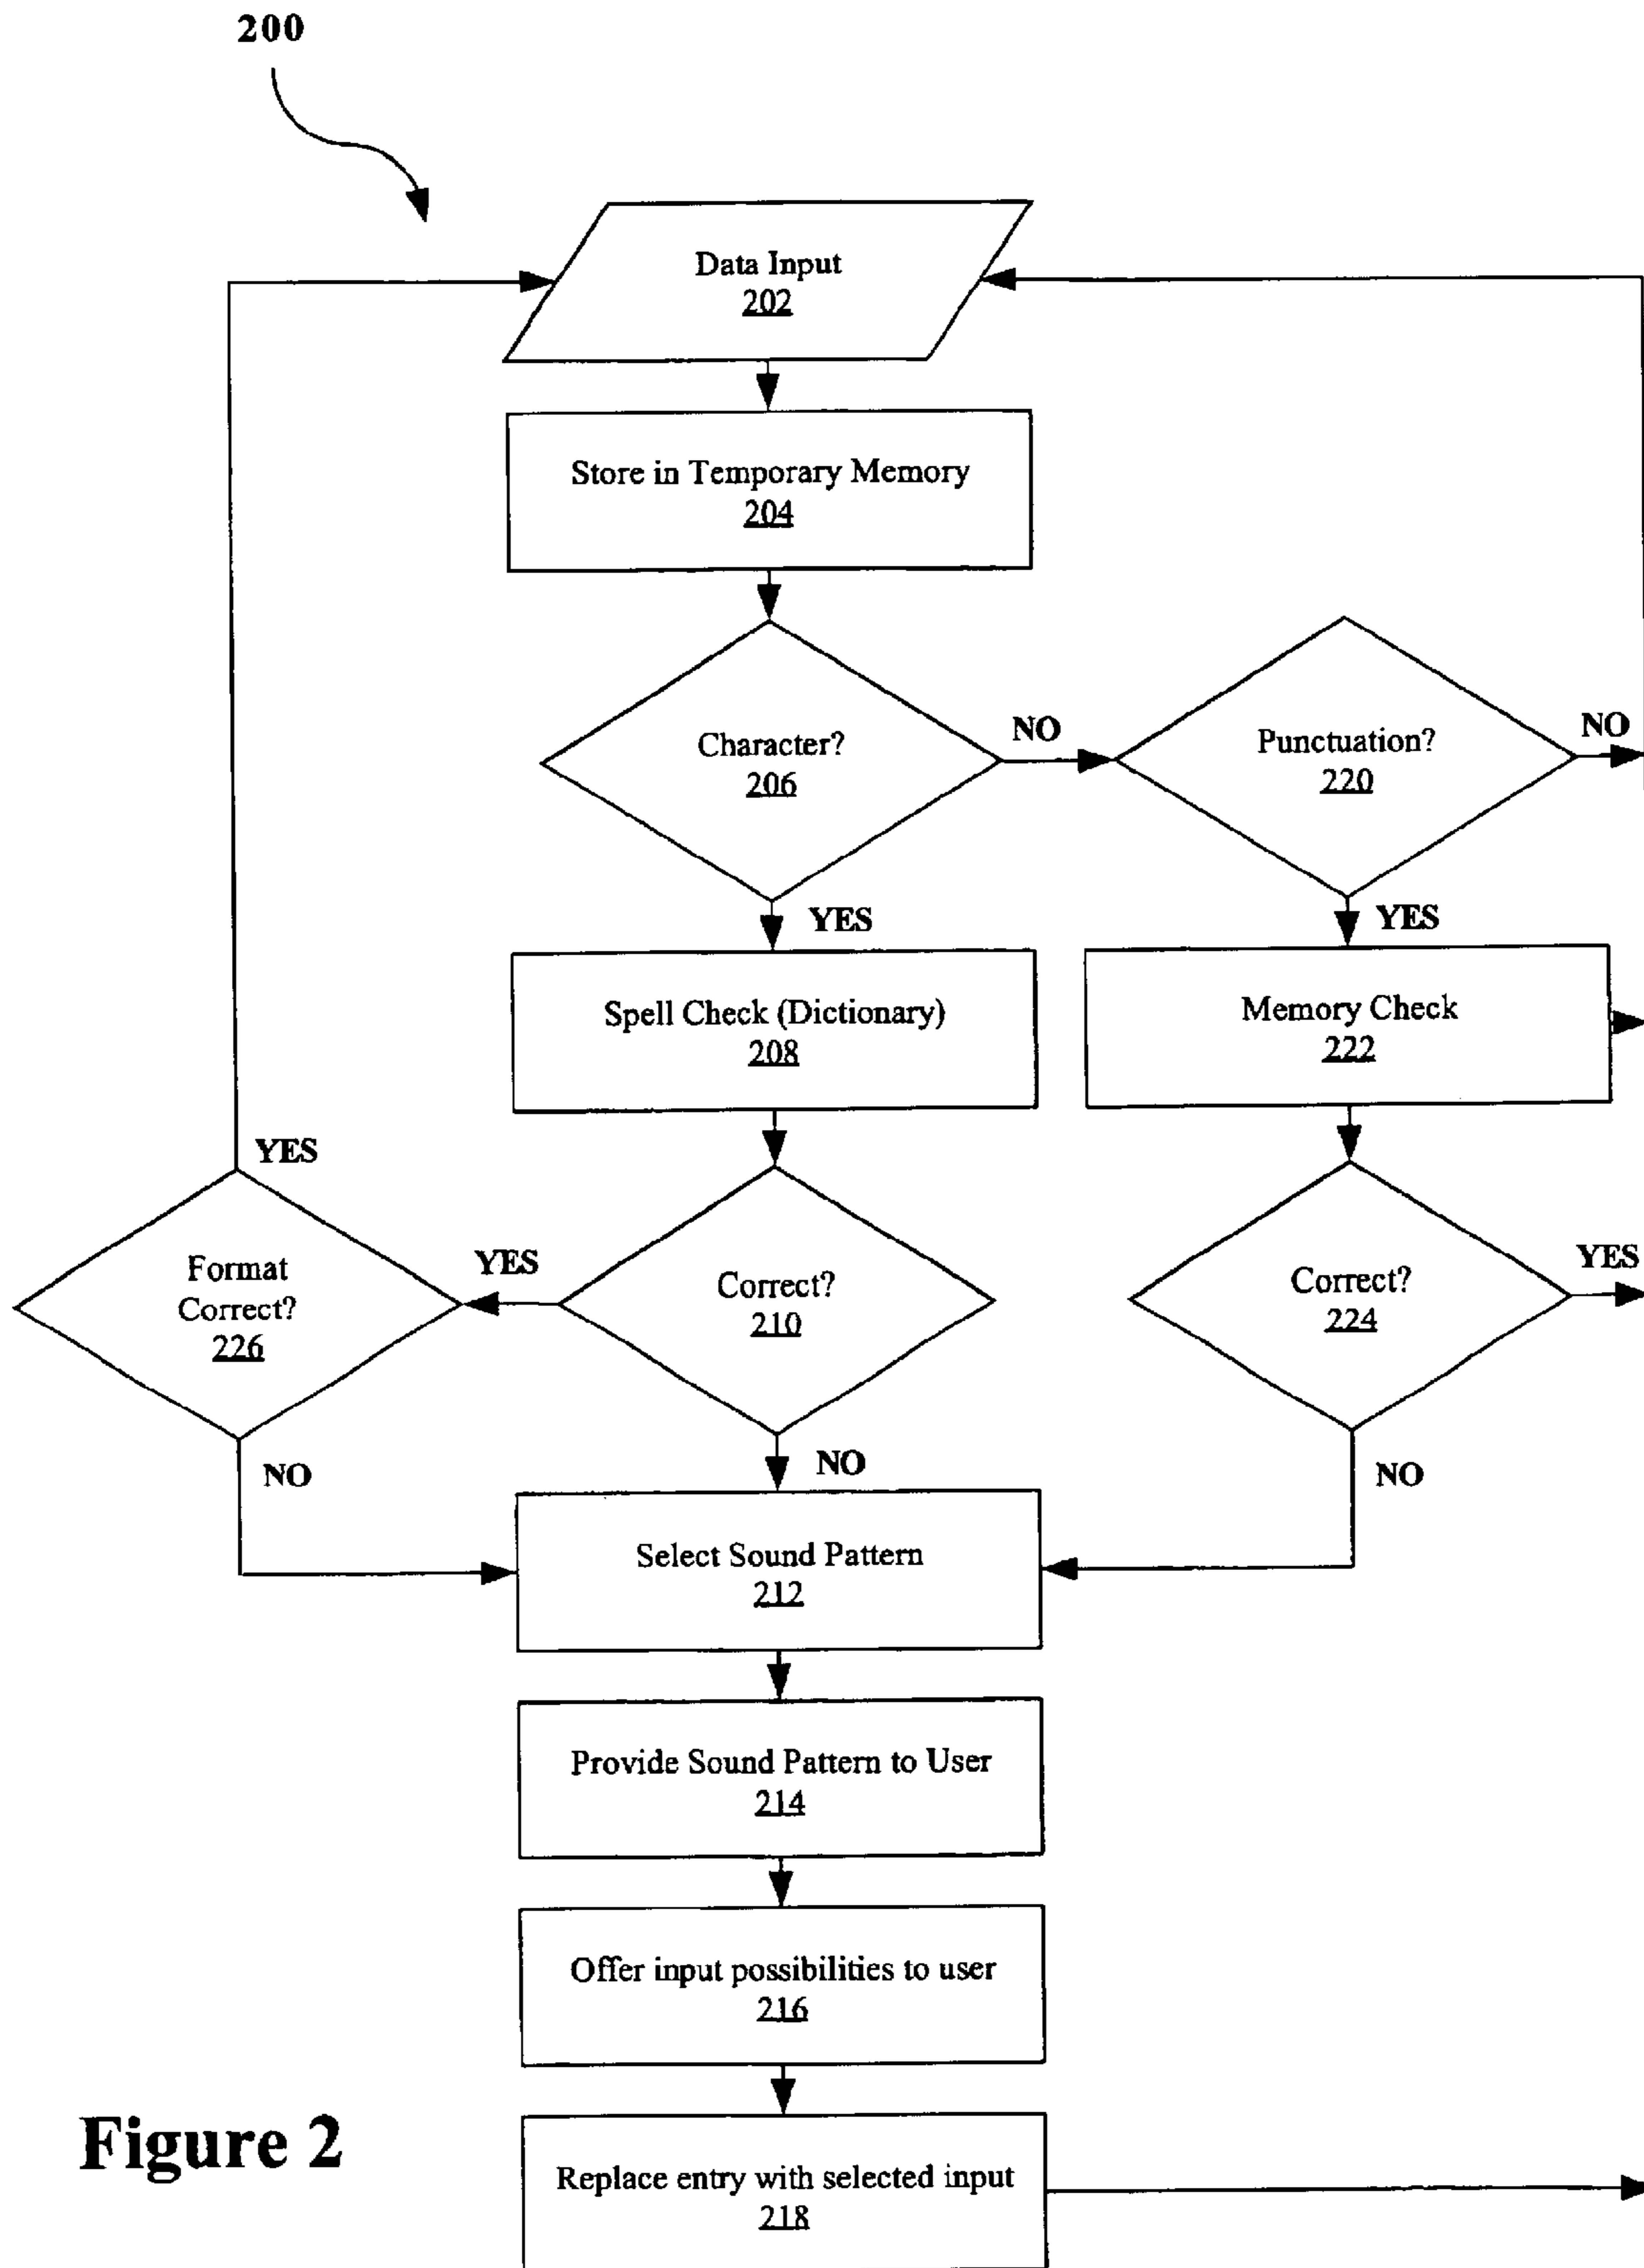 200
Data Input
202
Store in Temporary Memory
204
Character?
206
NO
Punctuation?
220
NO
YES
YES
Spell Check (Dictionary)
208
Memory Check
222
YES
Format
Correct?
226
YES
Correct?
210
Correct?
224
YES
NO
NO
NO
Select Sound Pattern
212
Provide Sound Pattern to User
214
Offer input possibilities to user
216
Replace entry with selected input
218
Figure 2